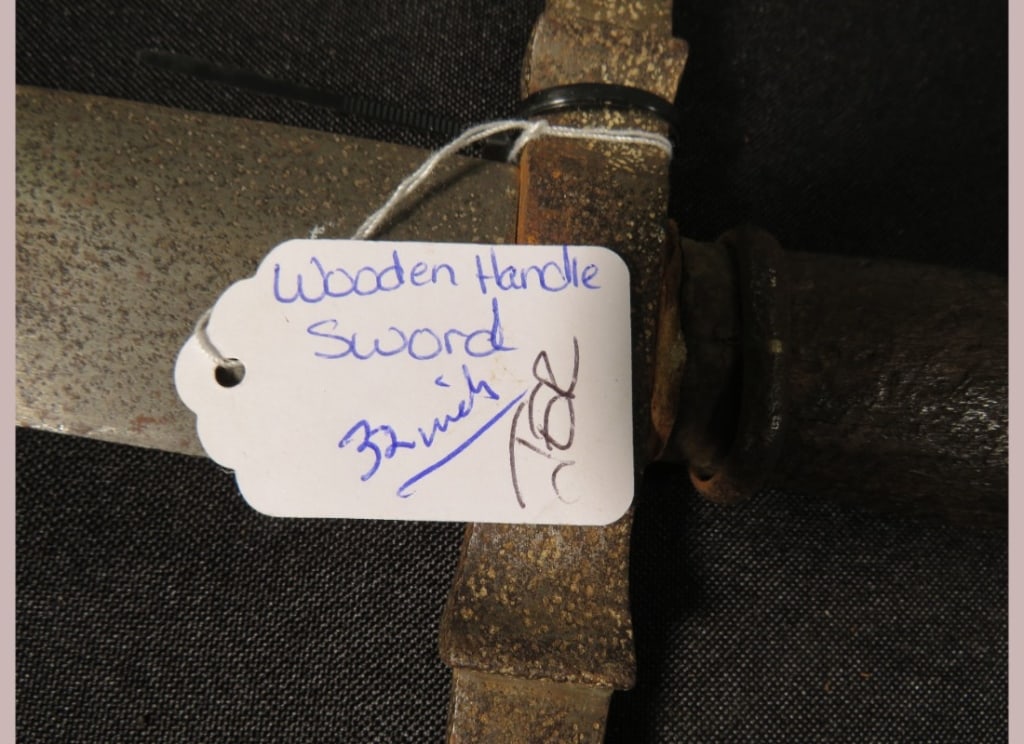 Wooden Handle
Sword
32 inch